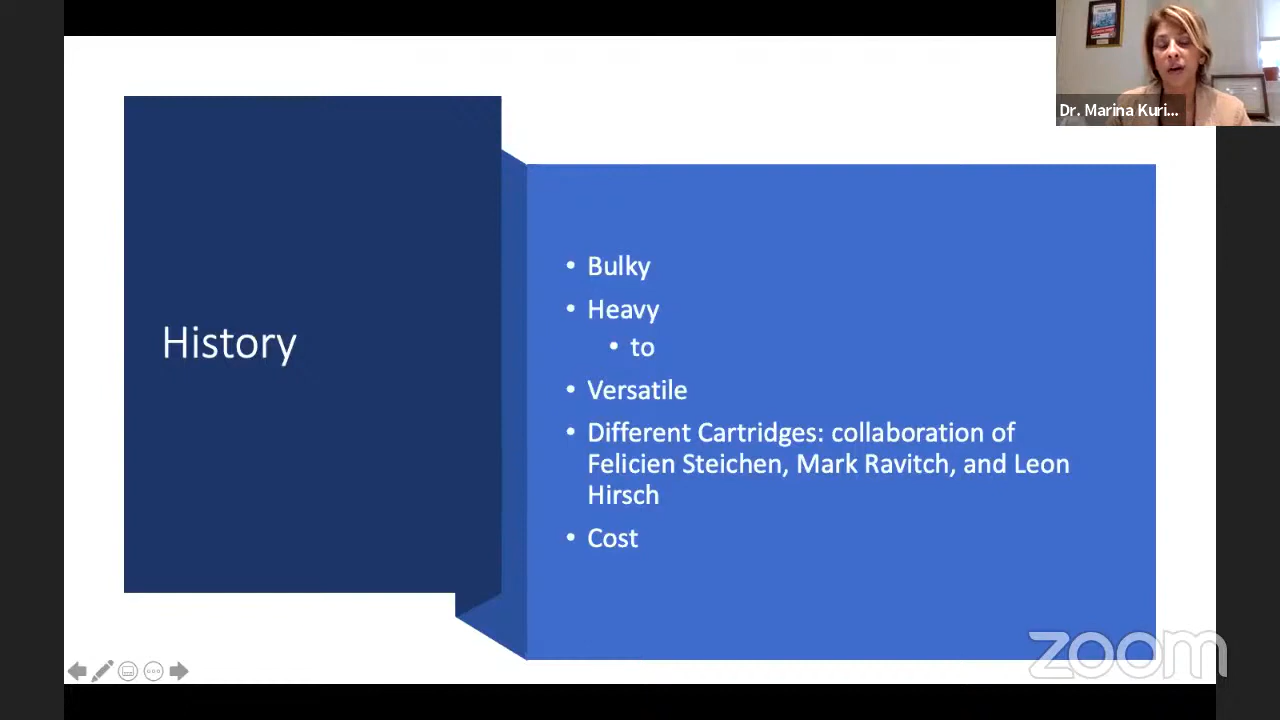 Dr. Marina Kuri...
History
• Bulky
• Heavy
• to
• Versatile
• Different Cartridges: collaboration of
Felicien Steichen, Mark Ravitch, and Leon
Hirsch
• Cost
zoom